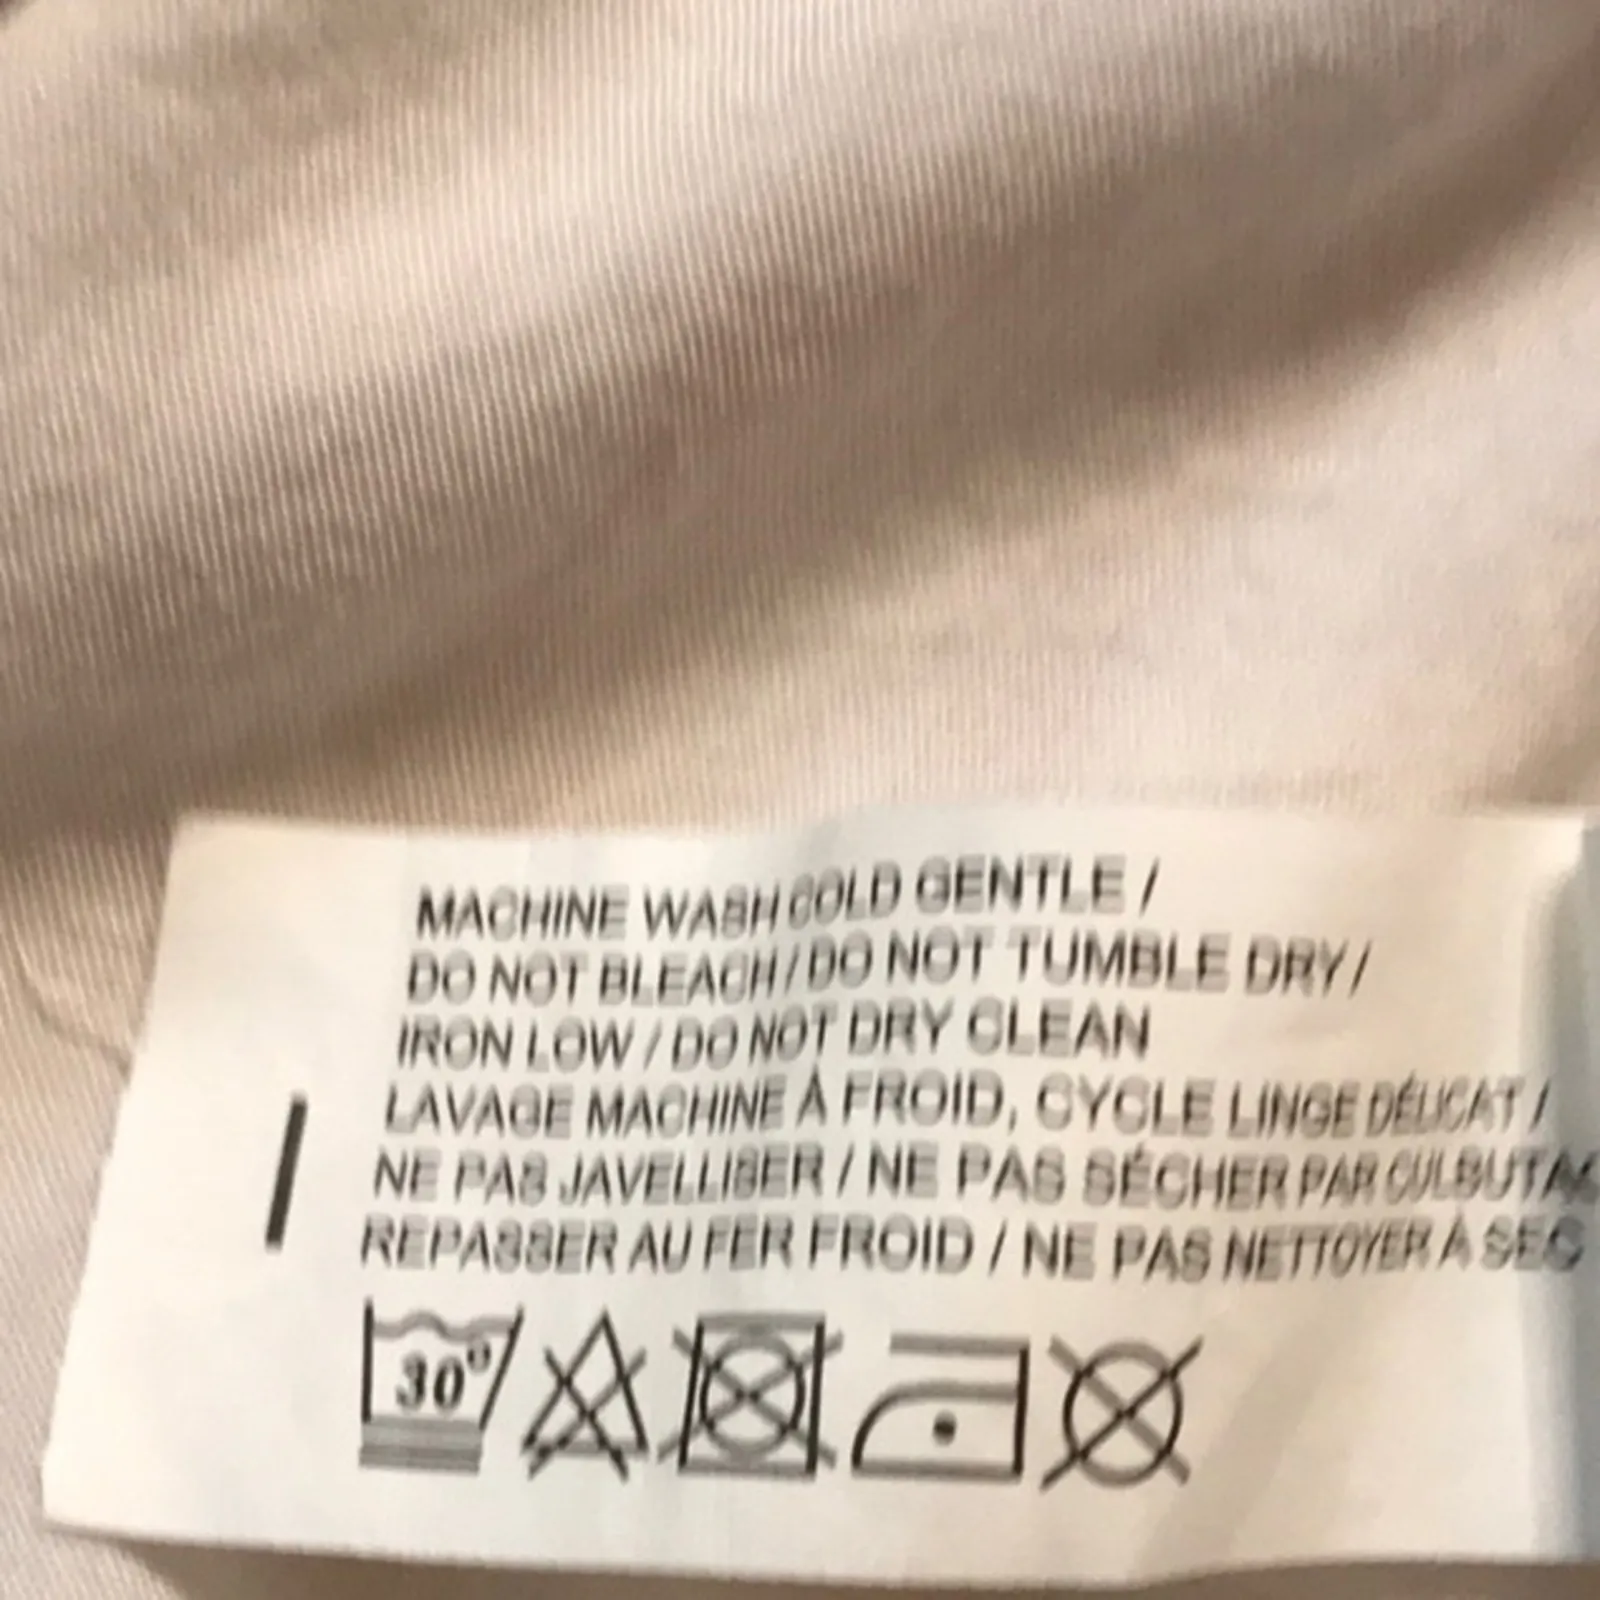 MACHINE WASH COLD GENTLE /
DO NOT BLEACH / DO NOT TUMBLE DRY /
IRON LOW / DO NOT DRY CLEAN
LAVAGE MACHINE À FROID, CYCLE LINGE DÉLICAT /
NE PAS JAVELLISER / NE PAS SÉCHER PAR CULBUTA
REPASSER AU FER FROID / NE PAS NETTOYER À SEC
30°